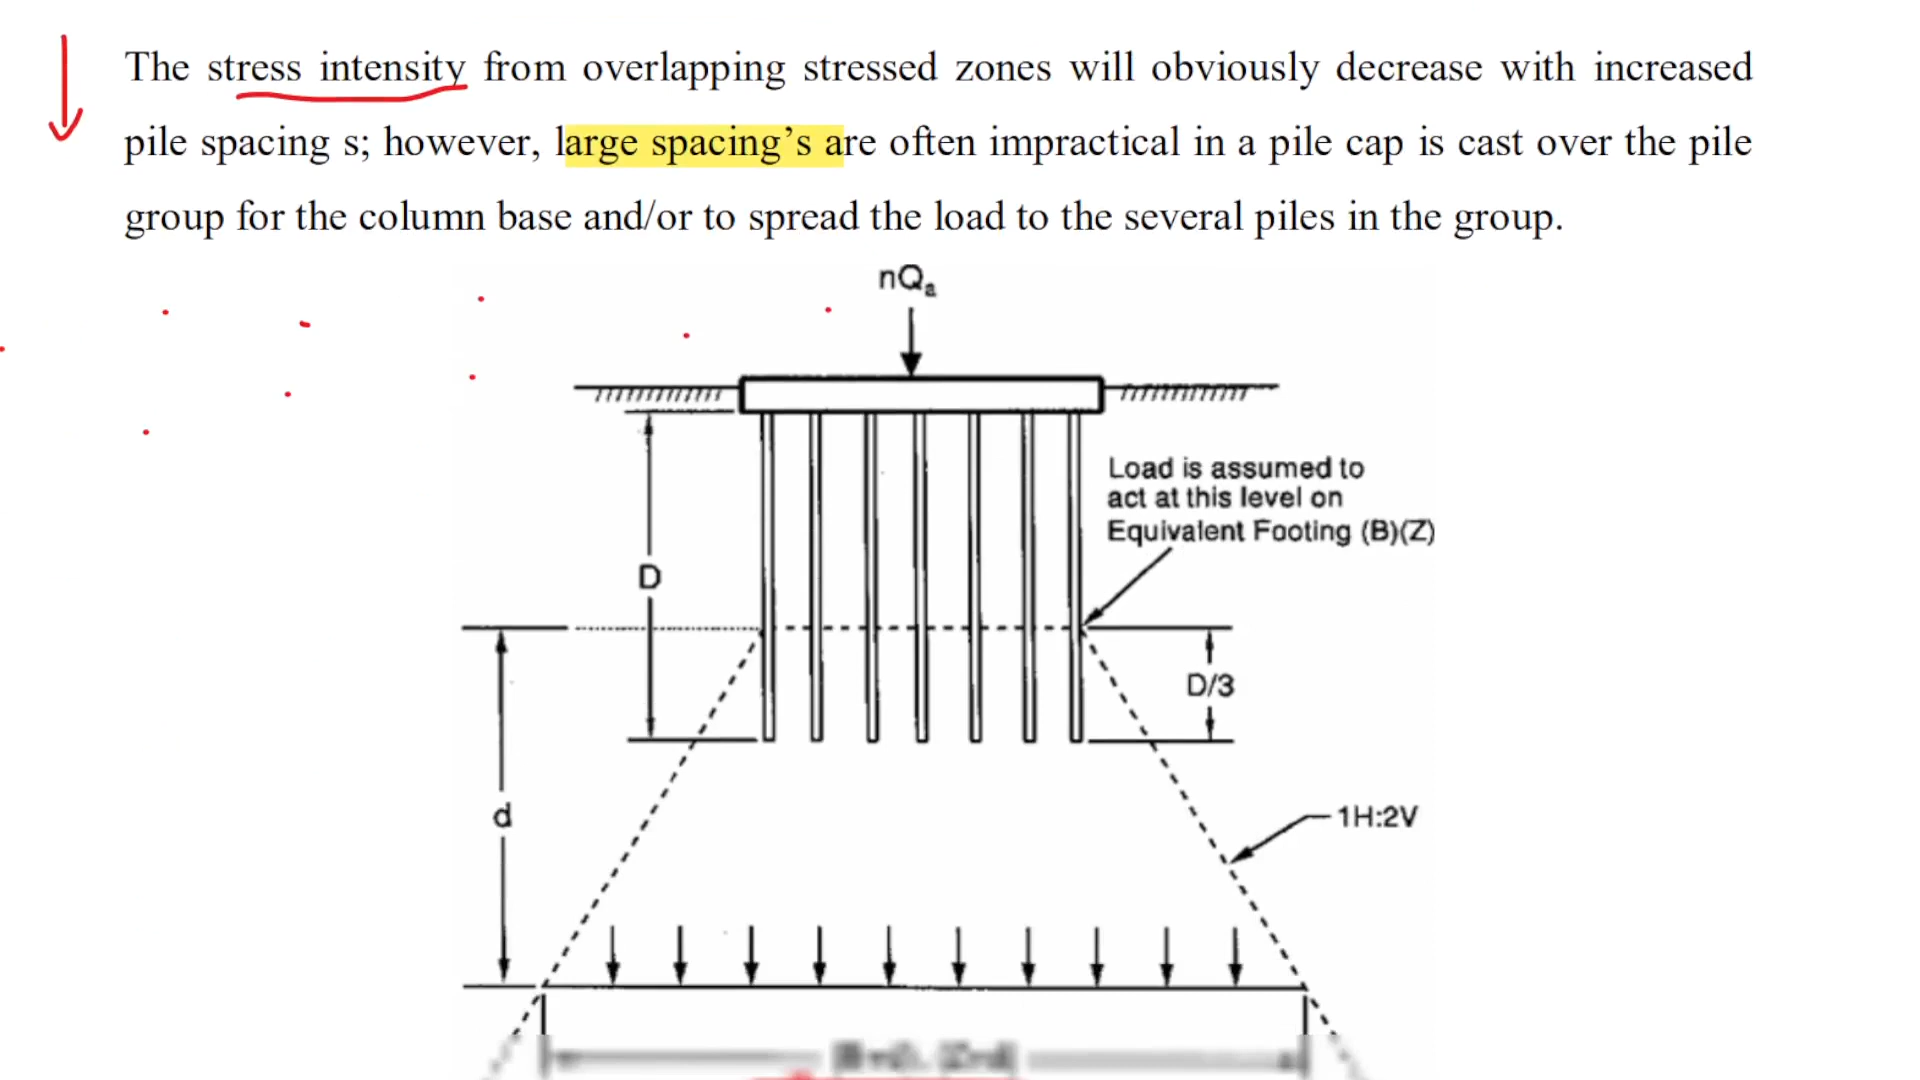 The stress intensity from overlapping stressed zones will obviously decrease with increased
pile spacing s; however, large spacing’s are often impractical in a pile cap is cast over the pile
group for the column base and/or to spread the load to the several piles in the group.
nQa
Load is assumed to
act at this level on
Equivalent Footing (B)(Z)
D
D/3
d
1H:2V